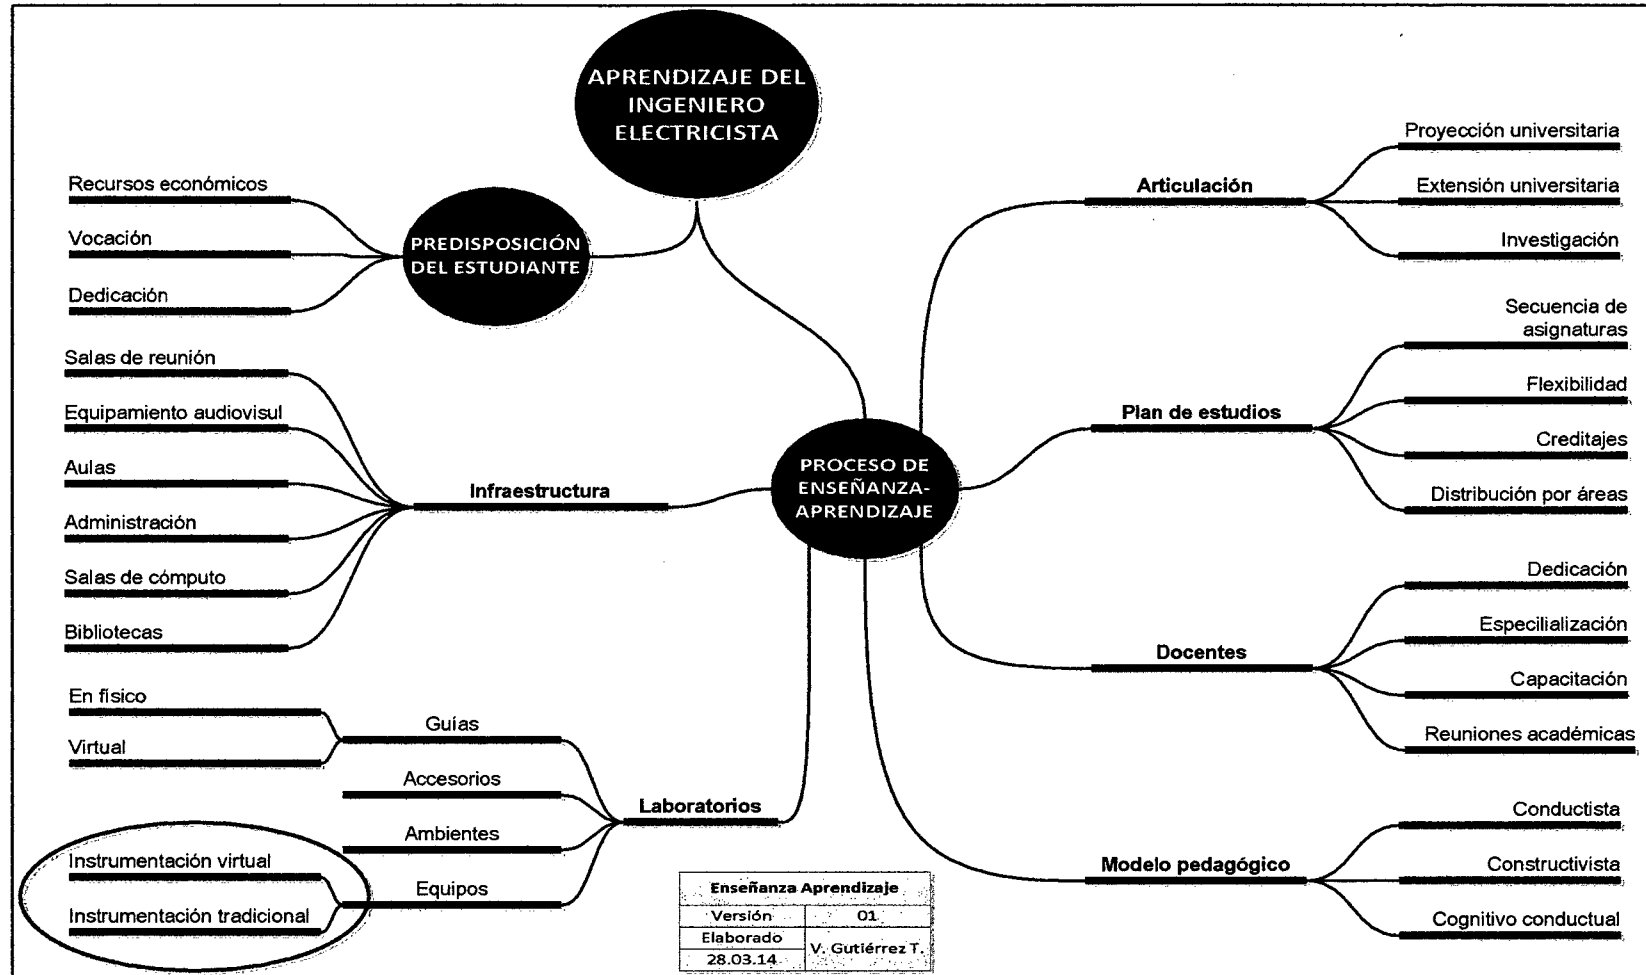 APRENDIZAJE DEL
INGENIERO
ELECTRICISTA
PREDISPOSICIÓN
DEL ESTUDIANTE
Recursos económicos
Vocación
Dedicación
Salas de reunión
Equipamiento audiovisul
Aulas
Administración
Salas de cómputo
Bibliotecas
Infraestructura
PROCESO DE
ENSEÑANZA-
APRENDIZAJE
En físico
Virtual
Guías
Accesorios
Ambientes
Equipos
Instrumentación virtual
Instrumentación tradicional
Laboratorios
Articulación
Proyección universitaria
Extensión universitaria
Investigación
Plan de estudios
Secuencia de
asignaturas
Flexibilidad
Creditajes
Distribución por áreas
Docentes
Dedicación
Especilialización
Capacitación
Reuniones académicas
Modelo pedagógico
Conductista
Constructivista
Cognitivo conductual
Enseñanza Aprendizaje
Versión 01
Elaborado
V. Gutiérrez T.
28.03.14